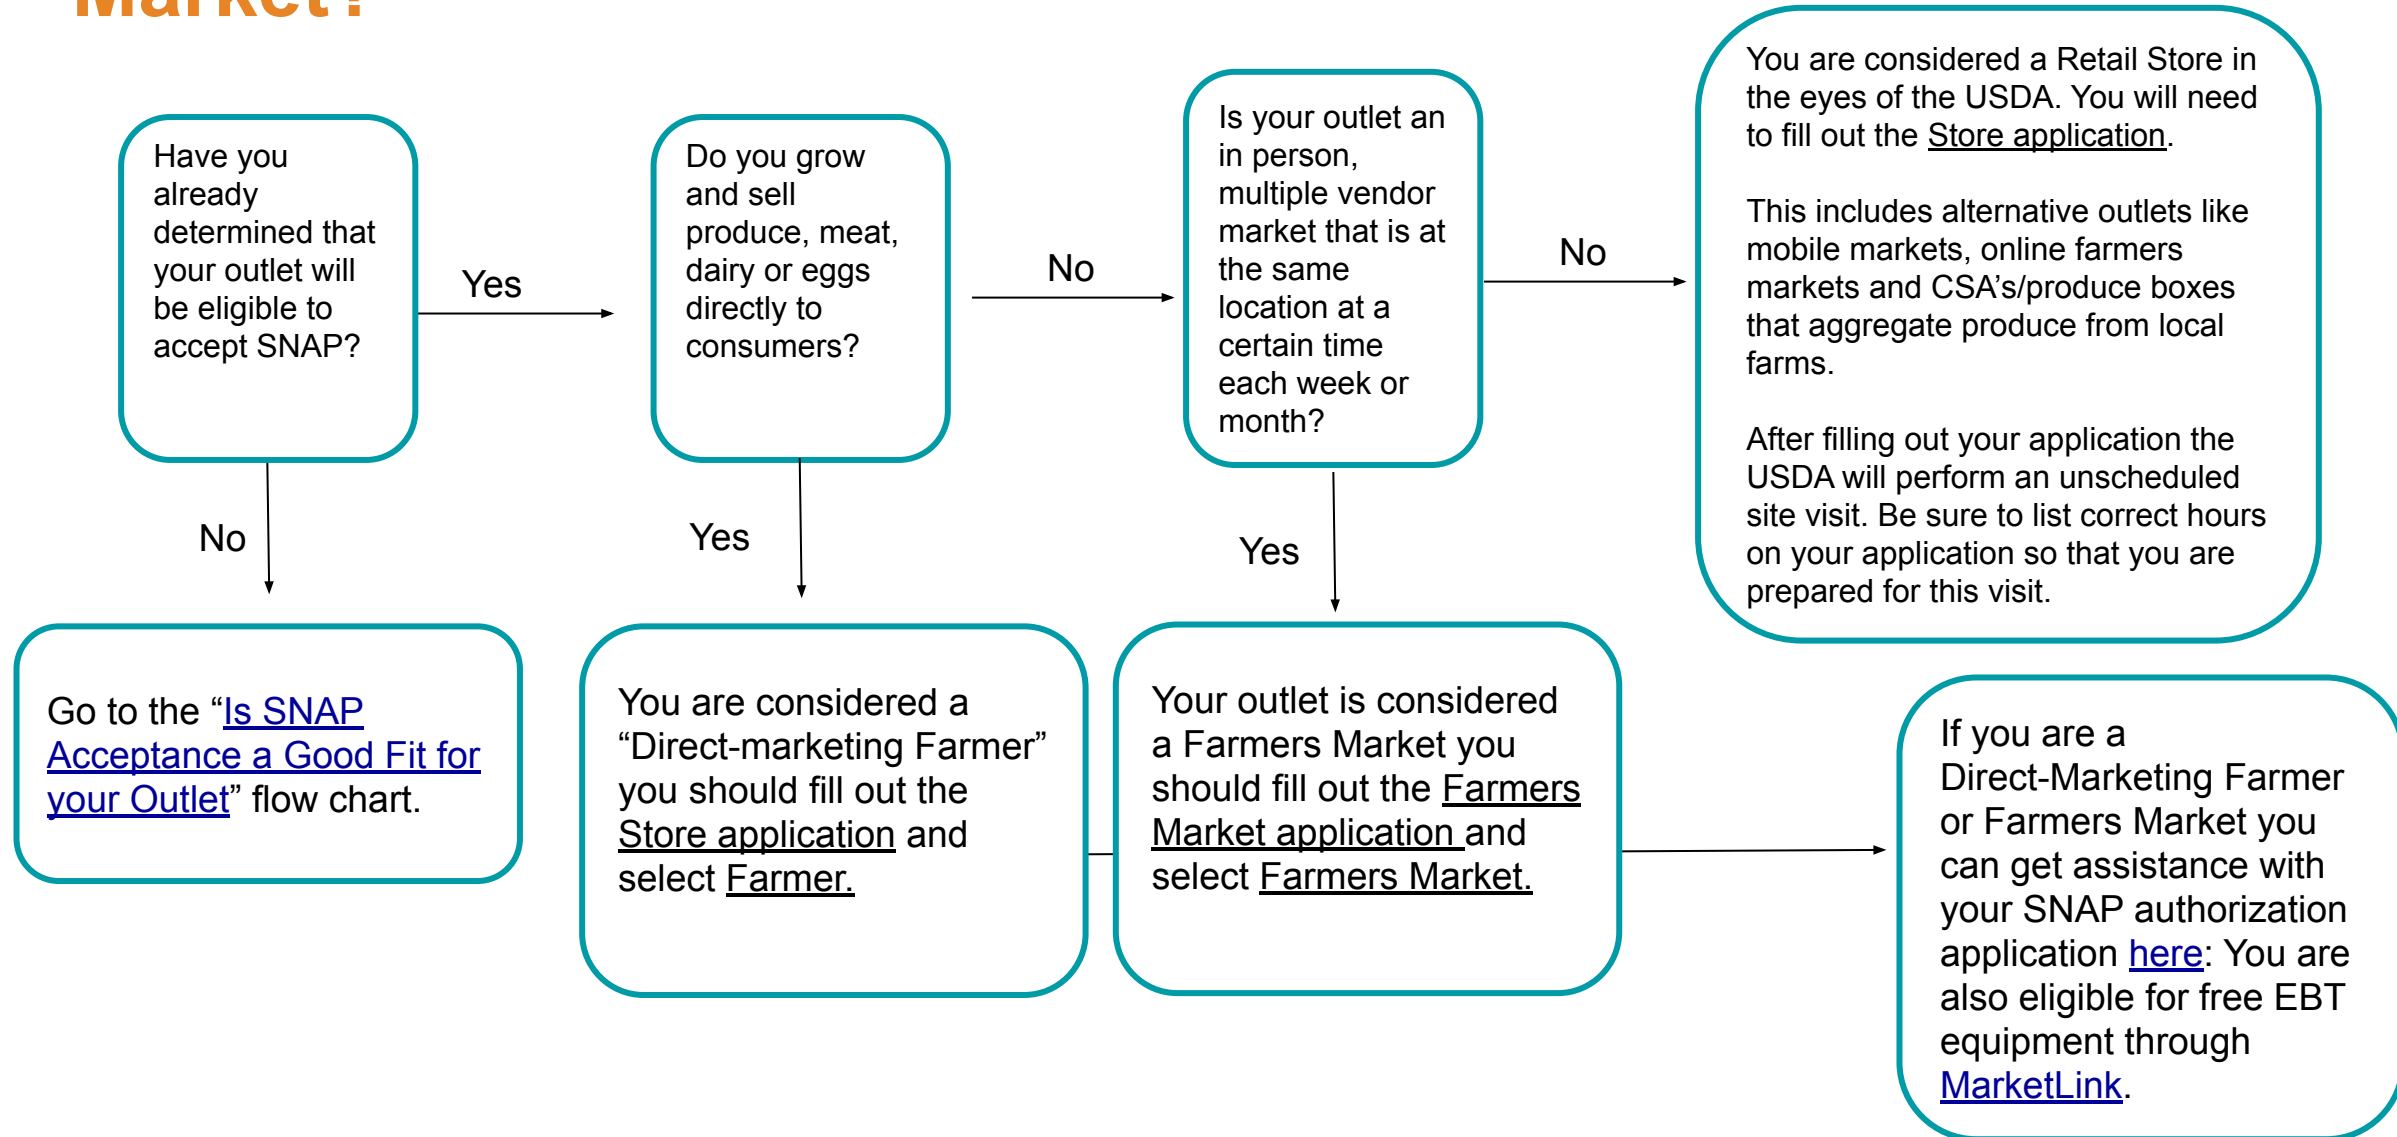 Market?
Have you
already
determined that
your outlet will
be eligible to
accept SNAP?
Yes
No
Do you grow
and sell
produce, meat,
dairy or eggs
directly to
consumers?
No
Yes
Is your outlet an
in person,
multiple vendor
market that is at
the same
location at a
certain time
each week or
month?
No
Yes
You are considered a Retail Store in
the eyes of the USDA. You will need
to fill out the Store application.
This includes alternative outlets like
mobile markets, online farmers
markets and CSA's/produce boxes
that aggregate produce from local
farms.
After filling out your application the
USDA will perform an unscheduled
site visit. Be sure to list correct hours
on your application so that you are
prepared for this visit.
Go to the “Is SNAP
Acceptance a Good Fit for
your Outlet” flow chart.
You are considered a
“Direct-marketing Farmer”
you should fill out the
Store application and
select Farmer.
Your outlet is considered
a Farmers Market you
should fill out the Farmers
Market application and
select Farmers Market.
If you are a
Direct-Marketing Farmer
or Farmers Market you
can get assistance with
your SNAP authorization
application here: You are
also eligible for free EBT
equipment through
MarketLink.